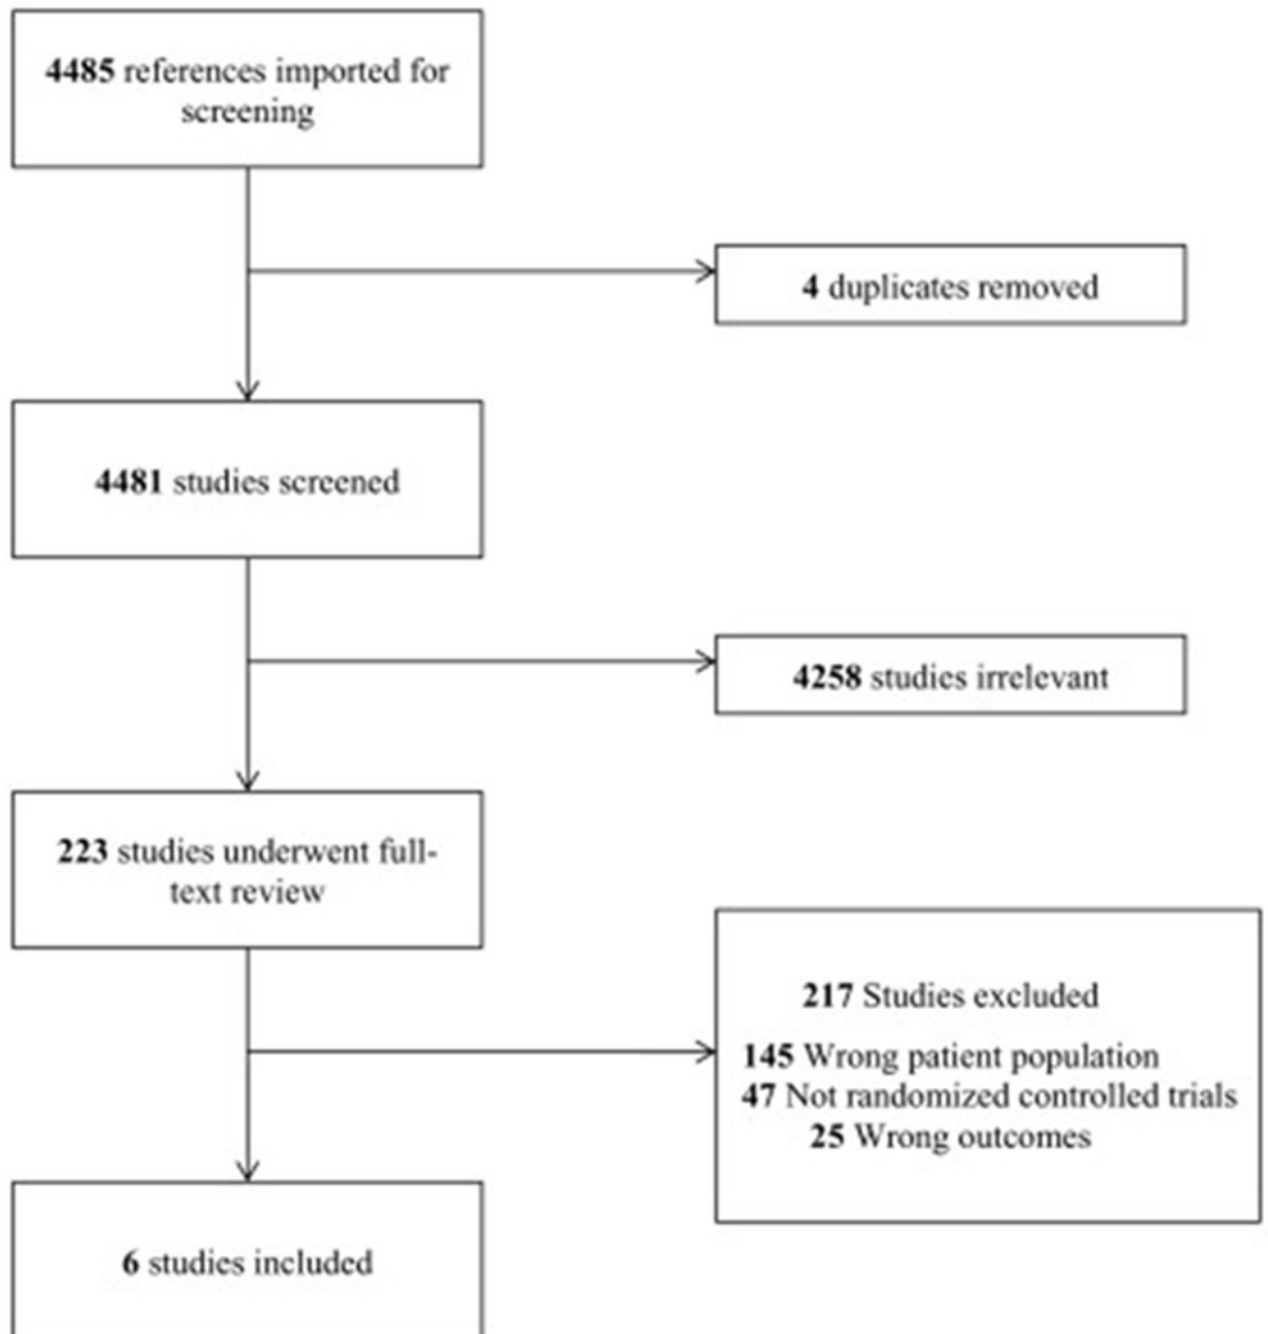 4485 references imported for
screening
4 duplicates removed
4481 studies screened
4258 studies irrelevant
223 studies underwent full-
text review
217 Studies excluded
145 Wrong patient population
47 Not randomized controlled trials
25 Wrong outcomes
6 studies included